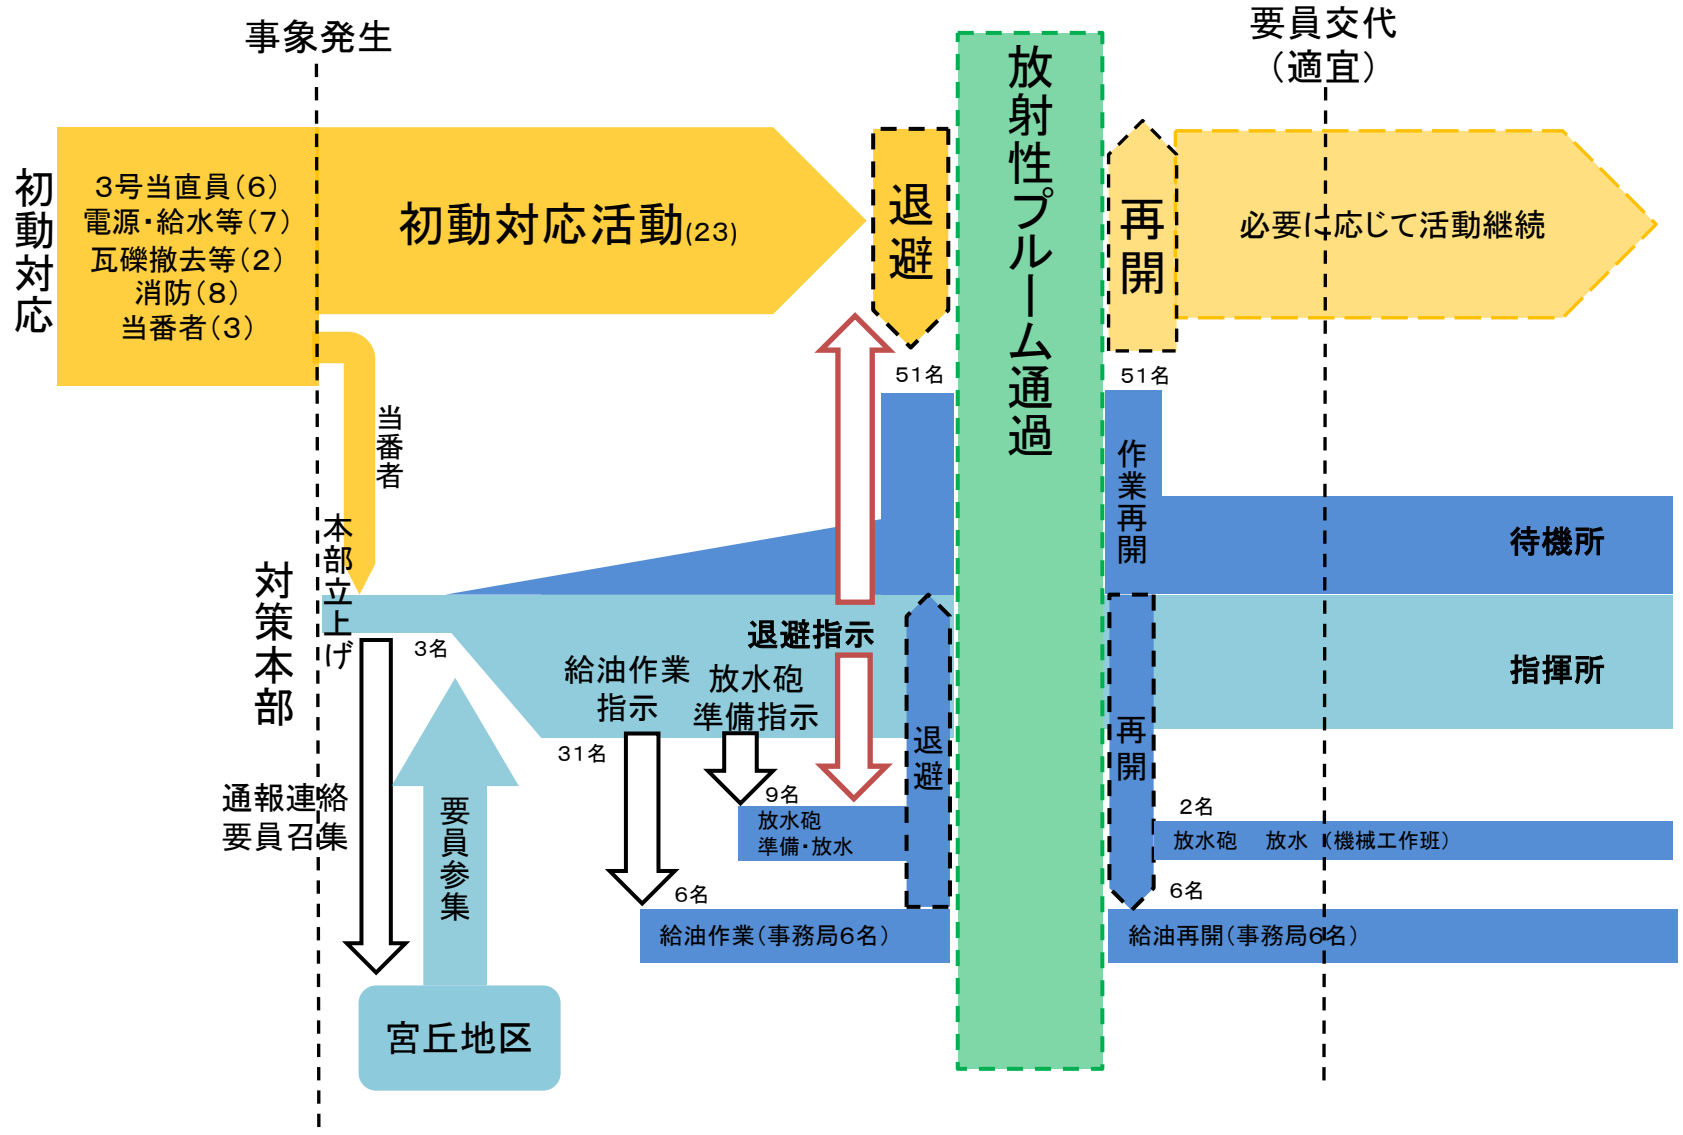 事象発生
要員交代
（適宜）
初動対応
3号当直員（6）
電源・給水等（7）
瓦礫撤去等（2）
消防（8）
当番者（3）
初動対応活動(23)
退避
放射性プルーム通過
再開
必要に応じて活動継続
当番者
51名
51名
作業再開
待機所
対策本部
本部立上げ
3名
退避指示
指揮所
給油作業
指示
放水砲
準備指示
31名
退避
再開
通報連絡
要員召集
要員参集
9名
放水砲
準備・放水
2名
放水砲　放水（機械工作班）
6名
給油作業（事務局6名）
6名
給油再開（事務局6名）
宮丘地区